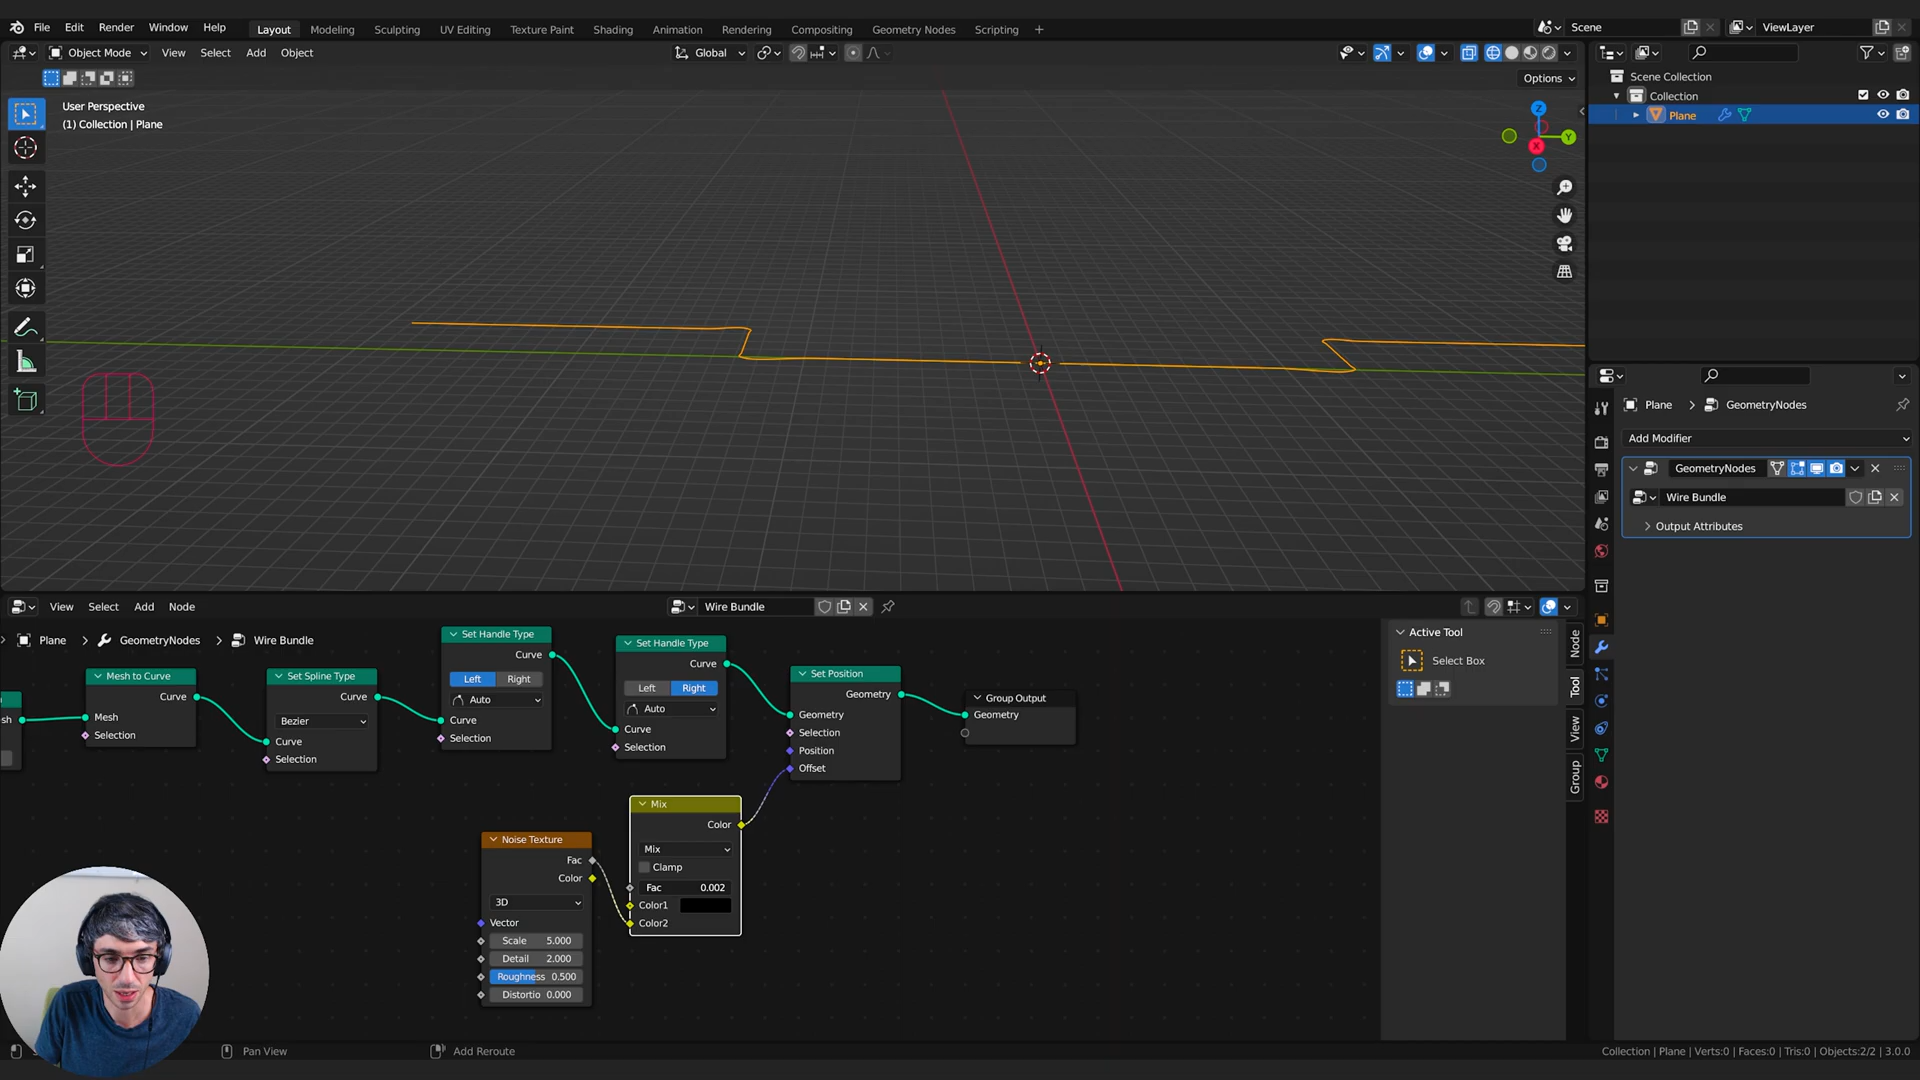 File Edit Render Window Help
Layout Modeling Sculpting UV Editing Texture Paint Shading Animation Rendering Compositing Geometry Nodes Scripting +
Scene
ViewLayer
Object Mode View Select Add Object
Global
Options
User Perspective
(1) Collection | Plane
Z
Y
X
Scene Collection
Collection
Plane
Plane > GeometryNodes
Add Modifier
GeometryNodes
Wire Bundle
Output Attributes
View Select Add Node
Wire Bundle
Plane > GeometryNodes > Wire Bundle
sh
Mesh to Curve
Curve
Mesh
Selection
Set Spline Type
Curve
Bezier
Curve
Selection
Set Handle Type
Curve
Left Right
Auto
Curve
Selection
Set Handle Type
Curve
Left Right
Auto
Curve
Selection
Set Position
Geometry
Geometry
Selection
Position
Offset
Group Output
Geometry
Noise Texture
Fac
Color
3D
Vector
Scale 5.000
Detail 2.000
Roughness 0.500
Distortio 0.000
Mix
Color
Mix
Clamp
Fac 0.002
Color1
Color2
Active Tool
Select Box
Node
Tool
View
Group
Pan View
Add Reroute
Collection | Plane | Verts:0 | Faces:0 | Tris:0 | Objects:2/2 | 3.0.0